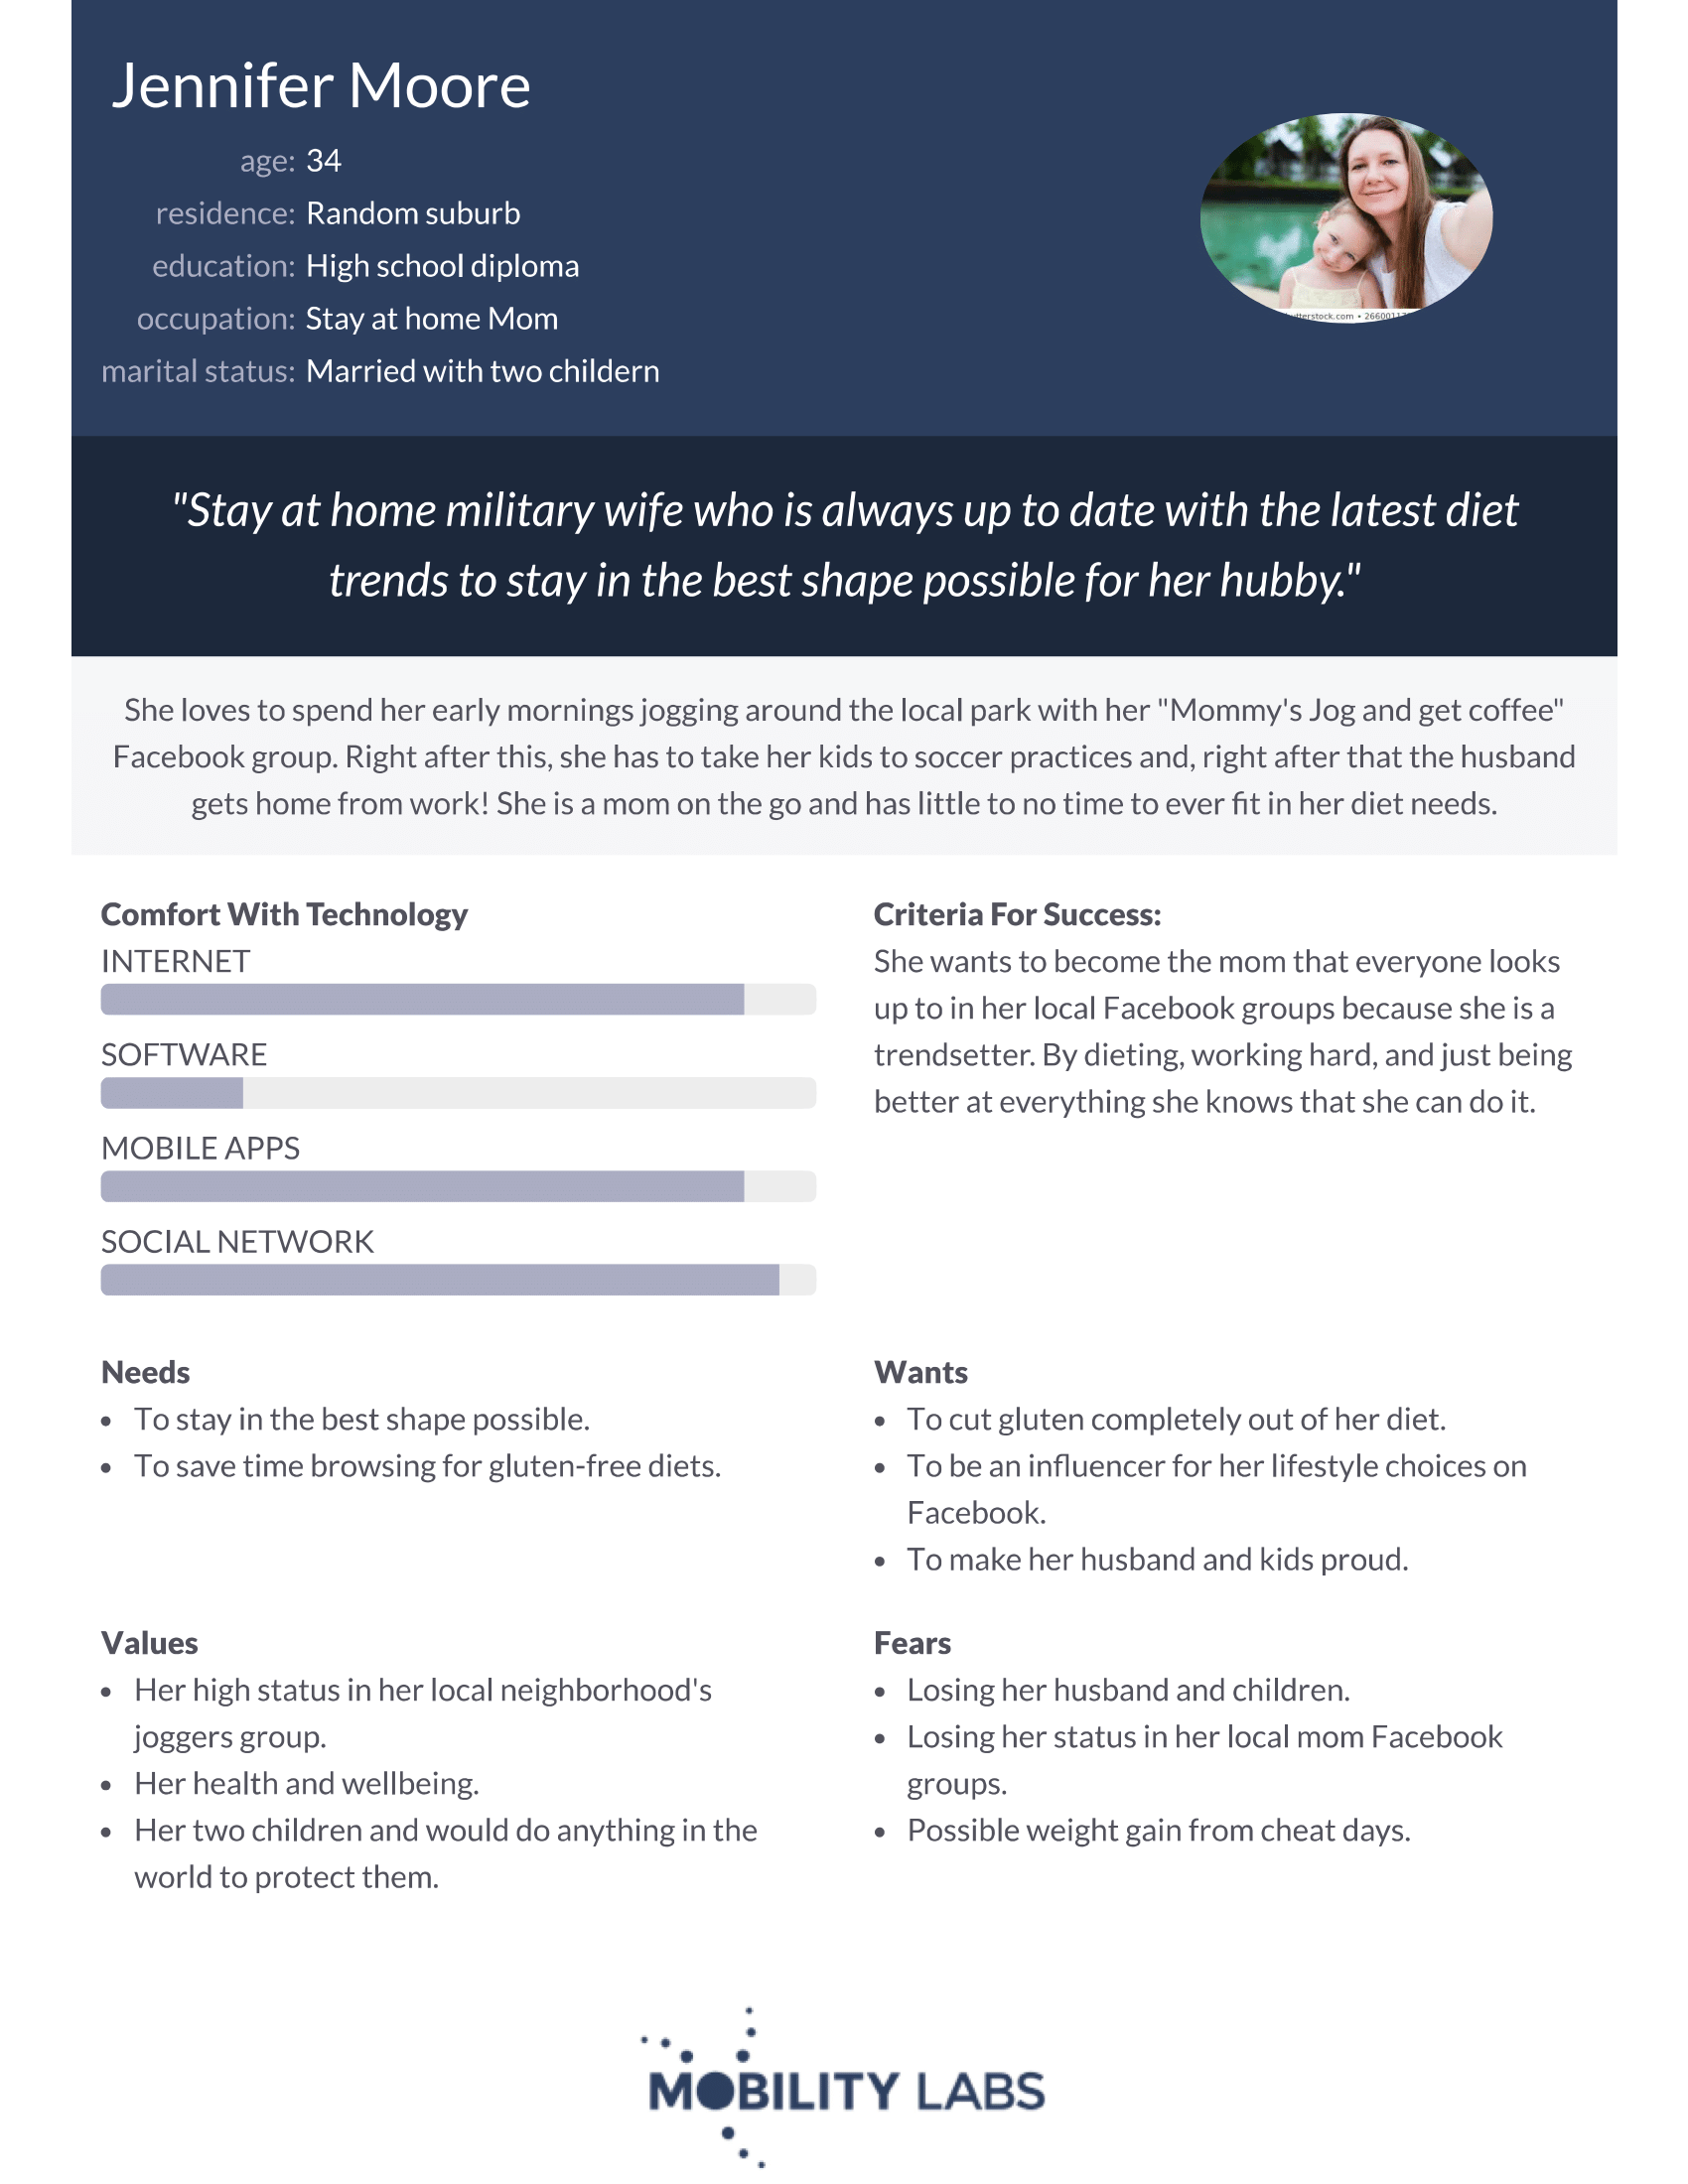 Jennifer Moore
age: 34
residence: Random suburb
education: High school diploma
occupation: Stay at home Mom
marital status: Married with two childern
"Stay at home military wife who is always up to date with the latest diet
trends to stay in the best shape possible for her hubby."
She loves to spend her early mornings jogging around the local park with her "Mommy's Jog and get coffee"
Facebook group. Right after this, she has to take her kids to soccer practices and, right after that the husband
gets home from work! She is a mom on the go and has little to no time to ever fit in her diet needs.
Comfort With Technology
INTERNET
SOFTWARE
MOBILE APPS
SOCIAL NETWORK
Criteria For Success:
She wants to become the mom that everyone looks
up to in her local Facebook groups because she is a
trendsetter. By dieting, working hard, and just being
better at everything she knows that she can do it.
Needs
• To stay in the best shape possible.
• To save time browsing for gluten-free diets.
Wants
• To cut gluten completely out of her diet.
• To be an influencer for her lifestyle choices on
Facebook.
• To make her husband and kids proud.
Values
• Her high status in her local neighborhood's
joggers group.
• Her health and wellbeing.
• Her two children and would do anything in the
world to protect them.
Fears
• Losing her husband and children.
• Losing her status in her local mom Facebook
groups.
• Possible weight gain from cheat days.
MOBILITY LABS